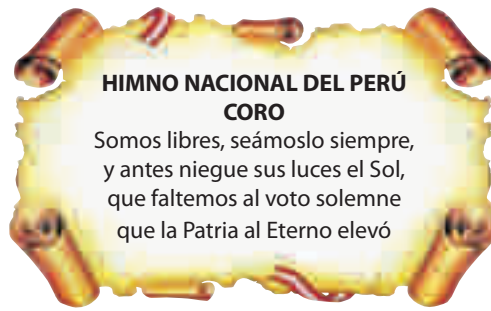 HIMNO NACIONAL DEL PERÚ
CORO
Somos libres, seámoslo siempre,
y antes niegue sus luces el Sol,
que faltemos al voto solemne
que la Patria al Eterno elevó